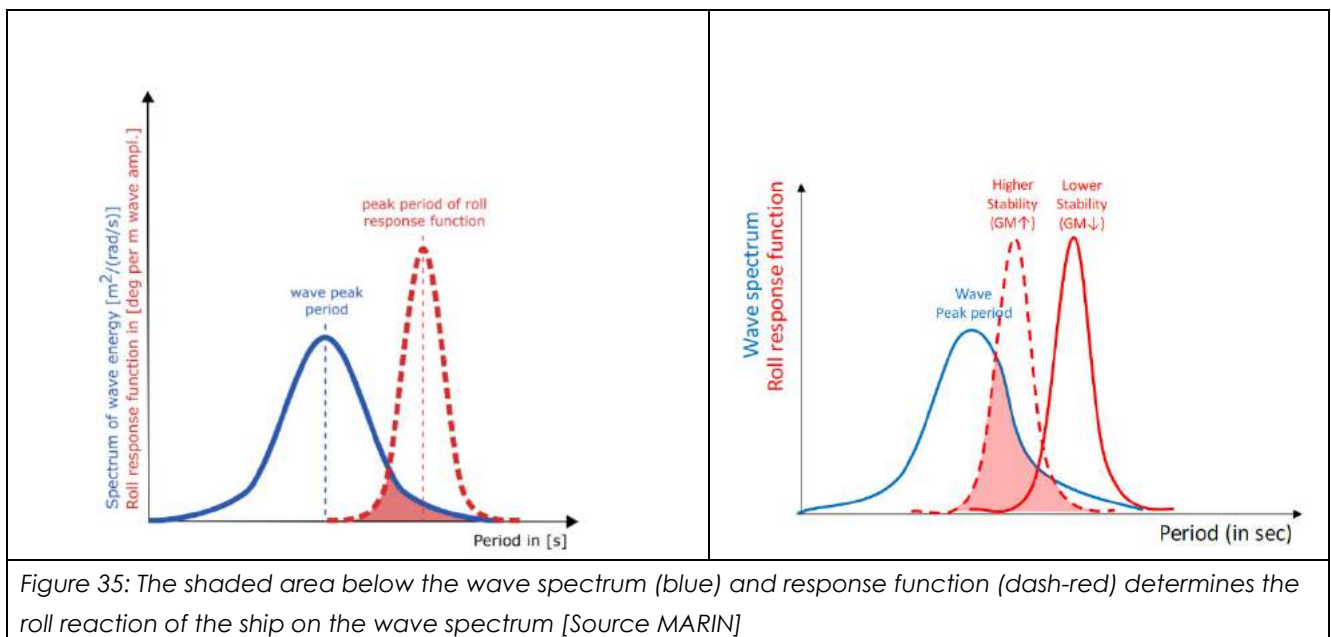 Spectrum of wave energy [m²/(rad/s)]
Roll response function in [deg per m wave ampl.]
peak period of roll
response function
wave peak
period
Period in [s]
Wave spectrum
Roll response function
Higher
Stability
(GM↑)
Lower
Stability
(GM↓)
Wave
Peak period
Period (in sec)
Figure 35: The shaded area below the wave spectrum (blue) and response function (dash-red) determines the
roll reaction of the ship on the wave spectrum [Source MARIN]